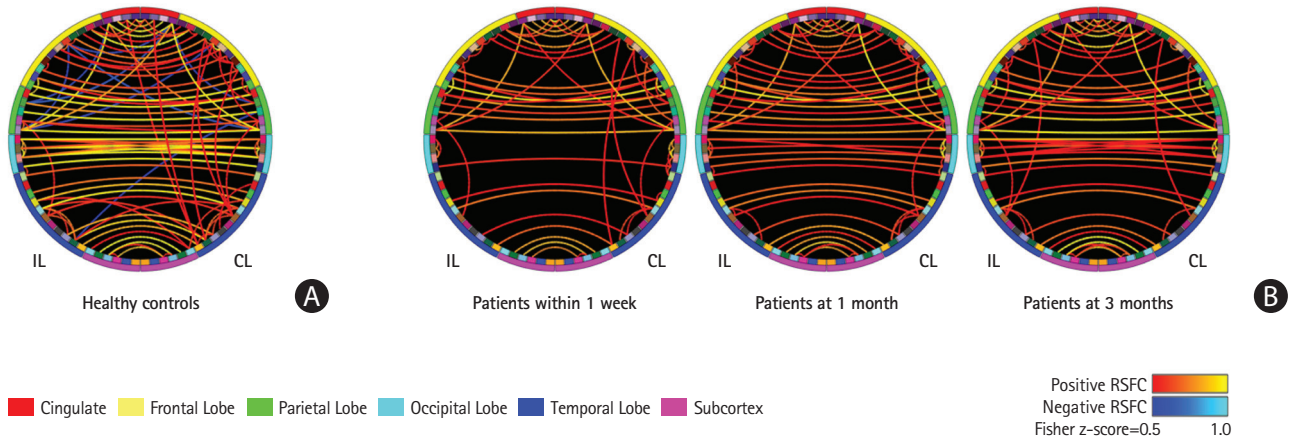 IL
CL
Healthy controls
A
IL
CL
Patients within 1 week
IL
CL
Patients at 1 month
IL
CL
Patients at 3 months
B
Cingulate
Frontal Lobe
Parietal Lobe
Occipital Lobe
Temporal Lobe
Subcortex
Positive RSFC
Negative RSFC
Fisher z-score=0.5 1.0